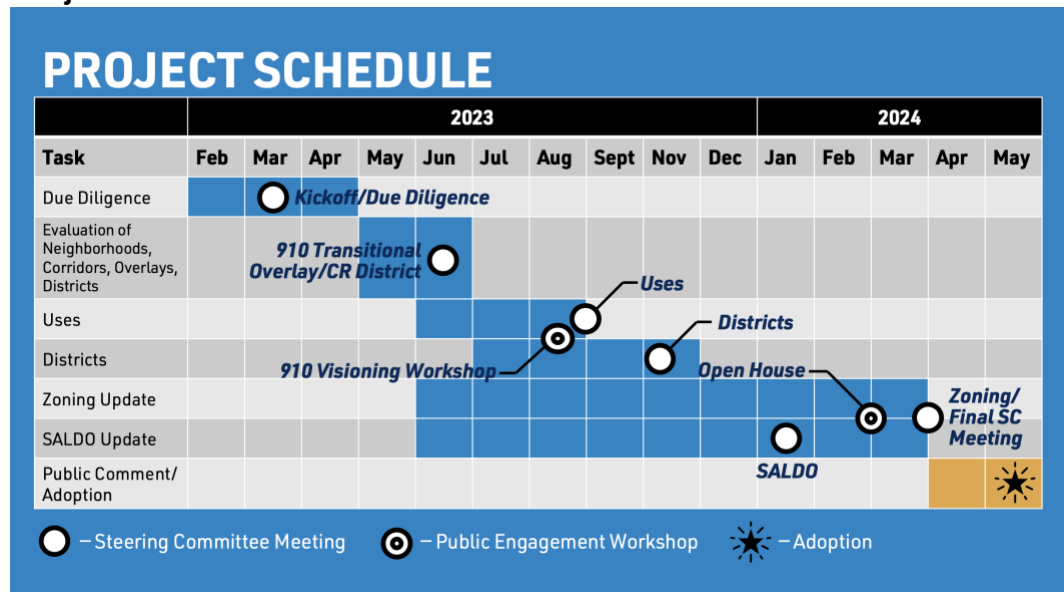 PROJECT SCHEDULE
2023 2024
Task Feb Mar Apr May Jun Jul Aug Sept Nov Dec Jan Feb Mar Apr May
Due Diligence
Kickoff/Due Diligence
Evaluation of
Neighborhoods,
Corridors, Overlays,
Districts
910 Transitional
Overlay/CR District
Uses
Uses
Districts
Districts
910 Visioning Workshop
Open House
Zoning Update
Zoning/
Final SC
Meeting
SALDO Update
SALDO
Public Comment/
Adoption
– Steering Committee Meeting – Public Engagement Workshop – Adoption